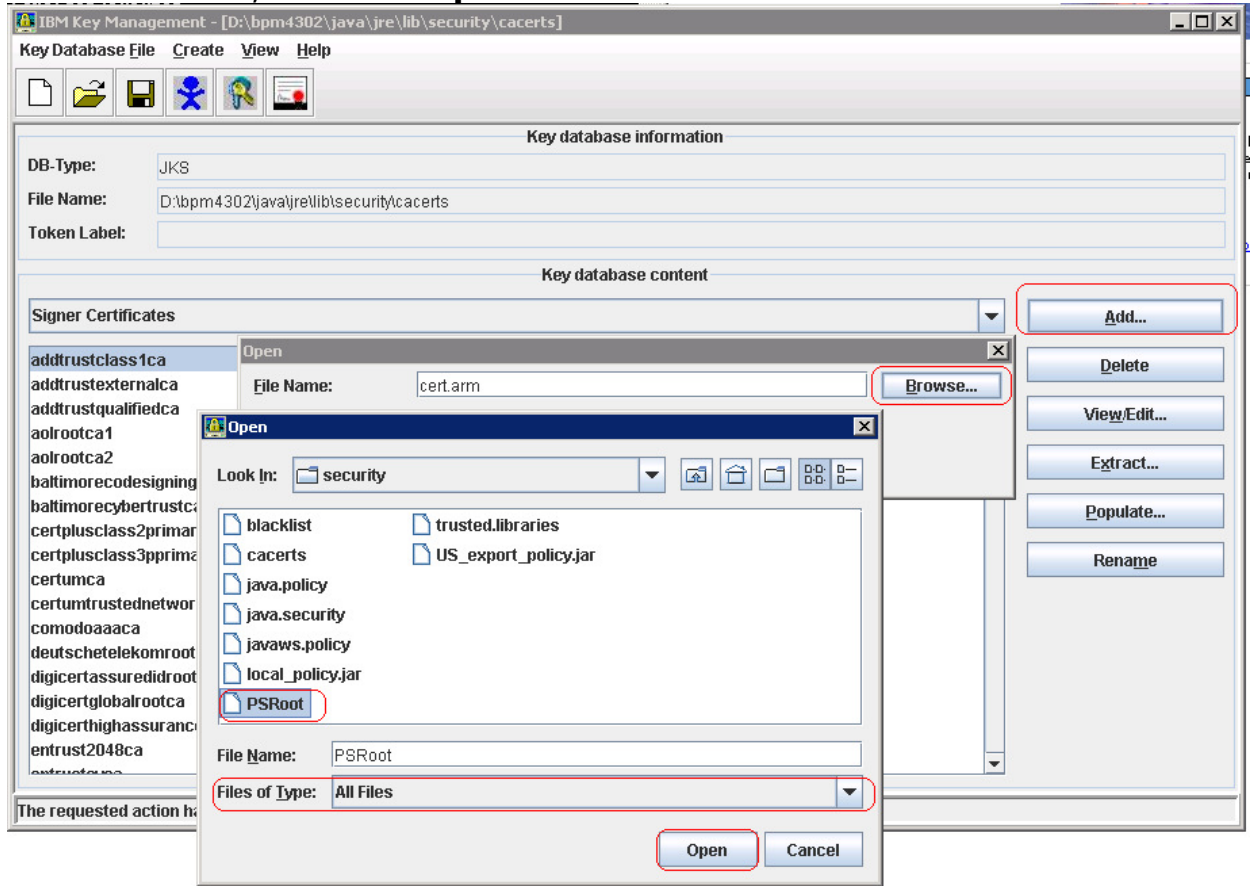 IBM Key Management - [D:\bpm4302\java\jre\lib\security\cacerts]
Key Database File Create View Help
Key database information
DB-Type: JKS
File Name: D:\bpm4302\java\jre\lib\security\cacerts
Token Label:
Key database content
Signer Certificates
Add...
Delete
View/Edit...
Extract...
Populate...
Rename
addtrustclass1ca
addtrustexternalca
addtrustqualifiedca
aolrootca1
aolrootca2
baltimorecodesigning
baltimorecybertrustca
certplusclass2primar
certplusclass3pprima
certumca
certumtrustednetwor
comodoaaaca
deutschetelekomroot
digicertassuredidroot
digicertglobalrootca
digicerthighassuranc
entrust2048ca
The requested action ha
Open
File Name: cert.arm Browse...
Open
Look In: security
blacklist
cacerts
java.policy
java.security
javaws.policy
local_policy.jar
PSRoot
trusted.libraries
US_export_policy.jar
File Name: PSRoot
Files of Type: All Files
Open Cancel